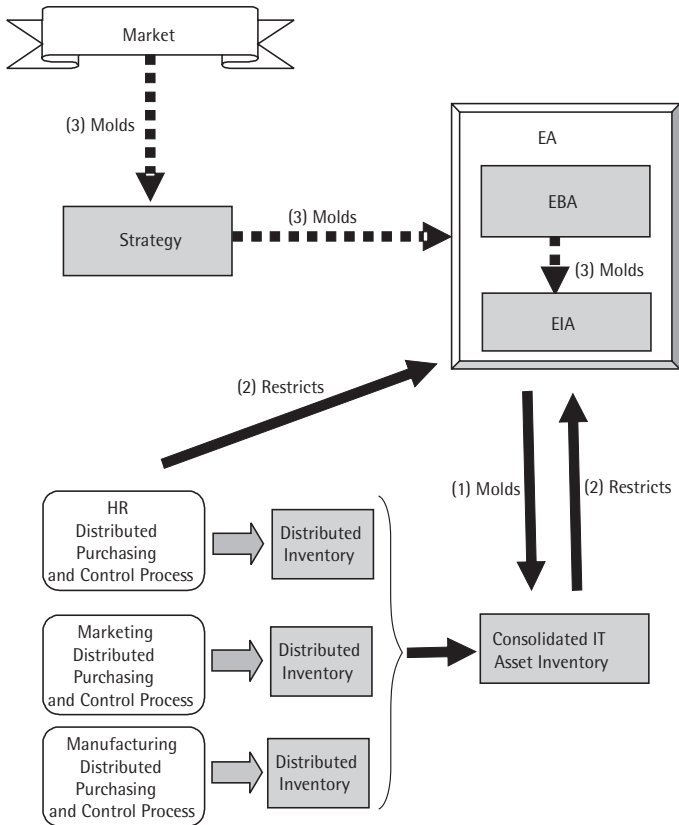 Market
(3) Molds
Strategy
(3) Molds
EA
EBA
(3) Molds
EIA
(2) Restricts
(1) Molds
(2) Restricts
HR
Distributed
Purchasing
and Control Process
Distributed
Inventory
Marketing
Distributed
Purchasing
and Control Process
Distributed
Inventory
Consolidated IT
Asset Inventory
Manufacturing
Distributed
Purchasing
and Control Process
Distributed
Inventory